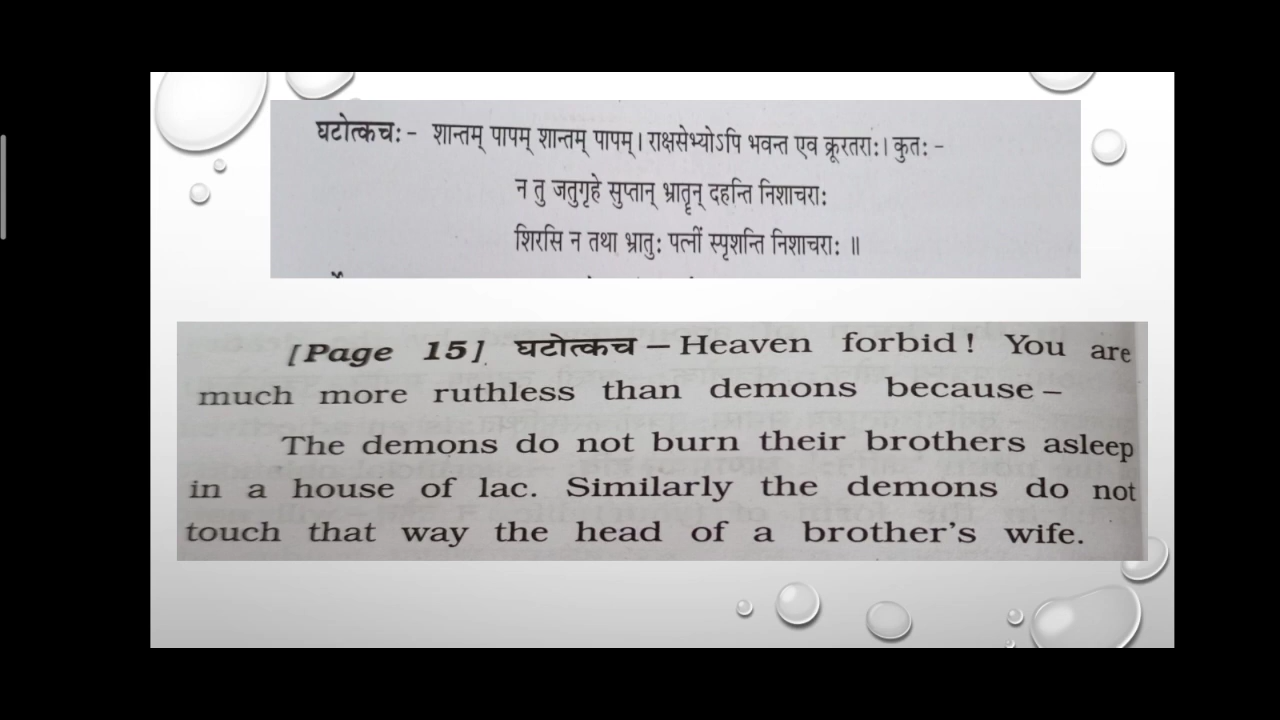 घटोत्कचः - शान्तम् पापम् शान्तम् पापम् । राक्षसेभ्योऽपि भवन्त एव क्रूरतराः । कुतः -
न तु जतुगृहे सुप्तान् भ्रातॄन् दहन्ति निशाचराः
शिरसि न तथा भ्रातुः पत्नीं स्पृशन्ति निशाचराः ॥
[Page 15] घटोत्कच – Heaven forbid ! You are
much more ruthless than demons because –
The demons do not burn their brothers asleep
in a house of lac. Similarly the demons do not
touch that way the head of a brother's wife.